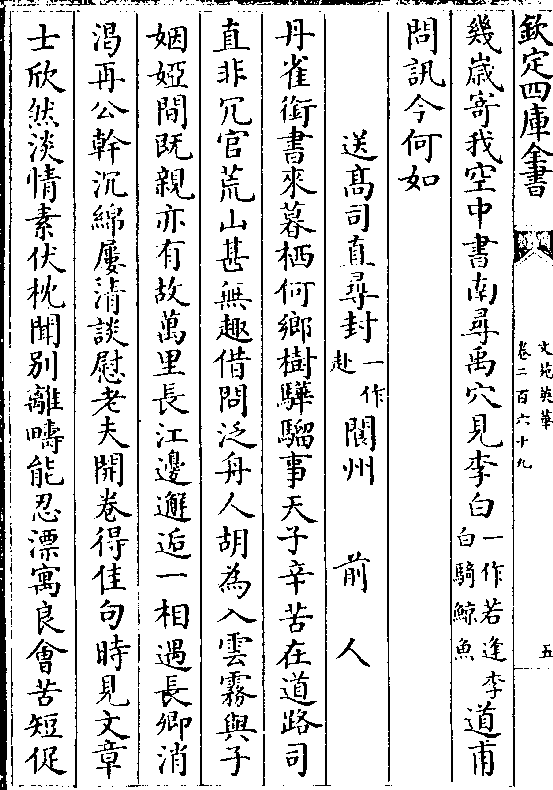 欽定四庫全書
文苑英華
卷二百六十九
五
幾歲寄我空中書南尋禹穴見李白一作若逢李白騎鯨魚道甫
問訊今何如
送高司直尋封一作赴閬州　前人
丹雀銜書來暮栖何鄉樹驊騮事天子辛苦在道路司
直非冗官荒山甚無趣借問泛舟人胡為入雲霧與子
姻婭間既親亦有故萬里長江邊邂逅一相遇長卿消
渴再公幹沉綿屢清談慰老夫開卷得佳句時見文章
士欣然淡情素伏枕聞別離疇能忍漂寓良會苦短促